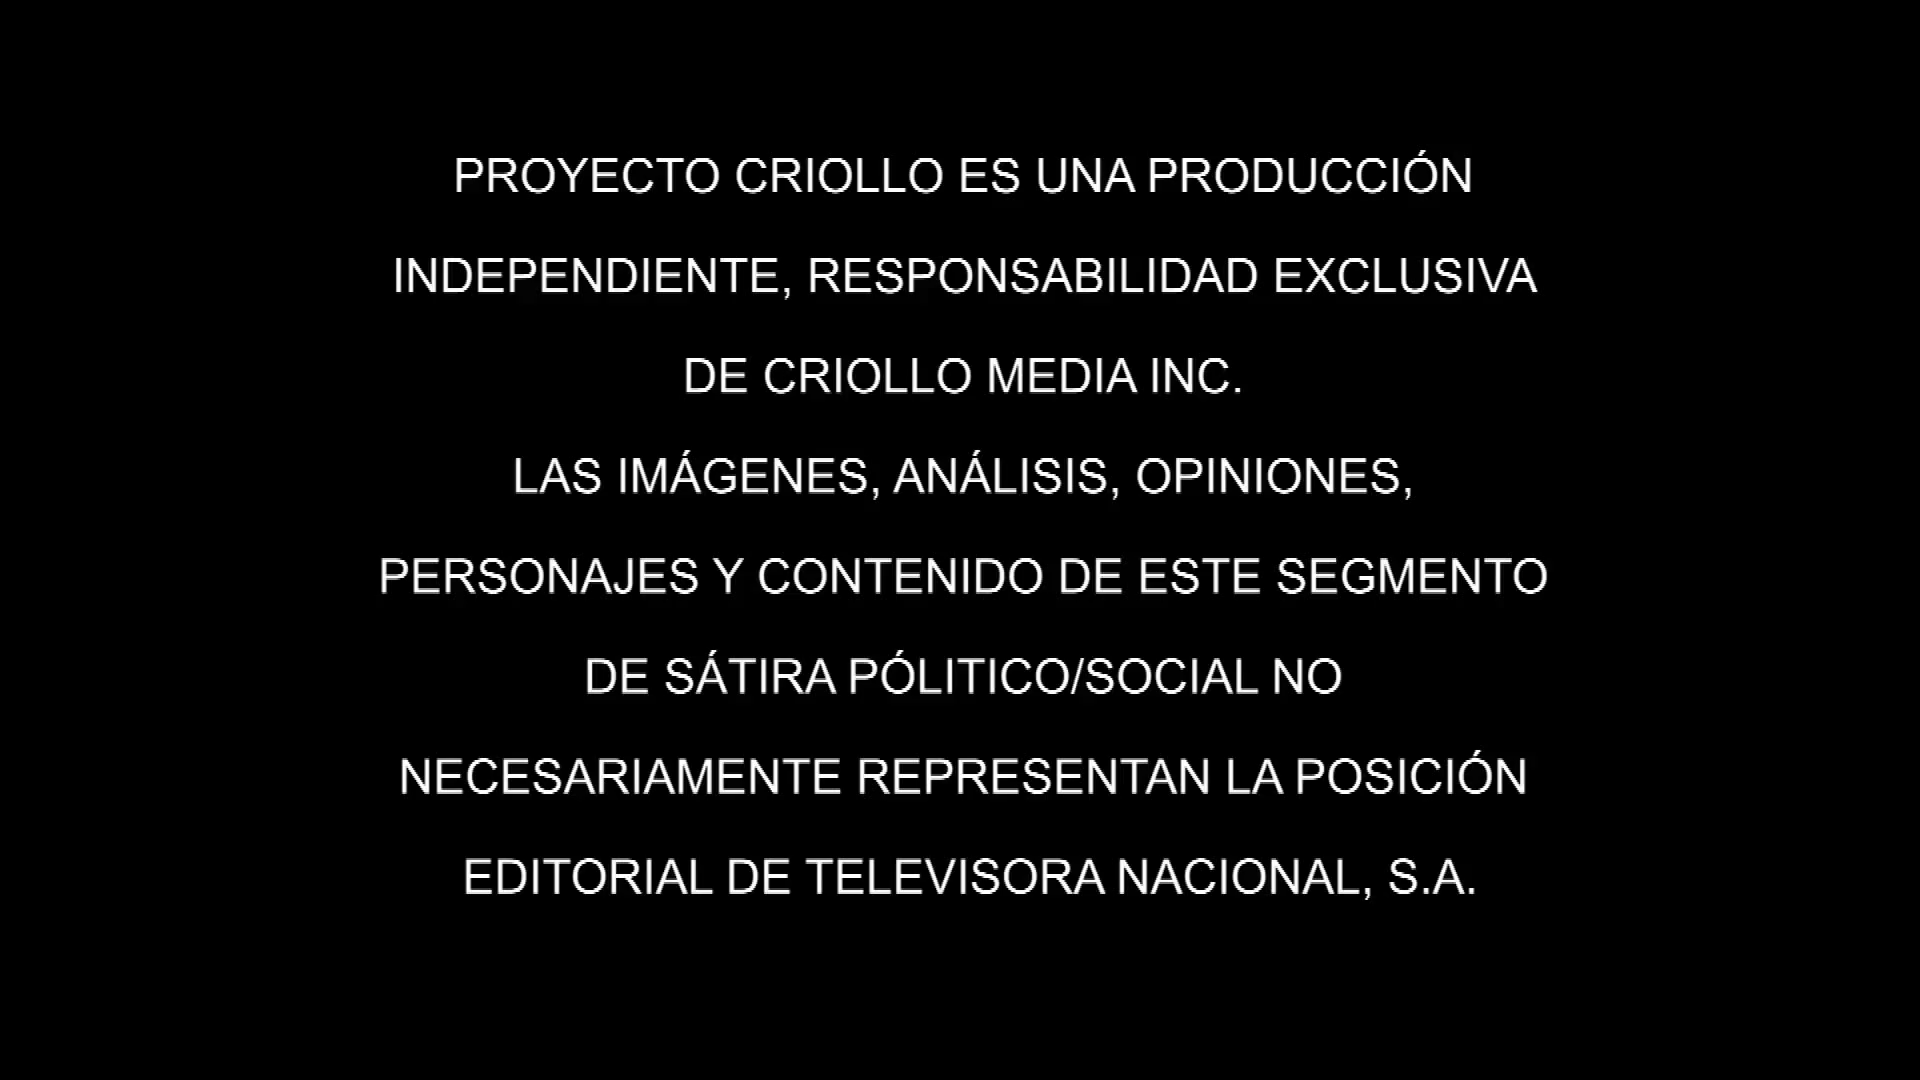 PROYECTO CRIOLLO ES UNA PRODUCCIÓN
INDEPENDIENTE, RESPONSABILIDAD EXCLUSIVA
DE CRIOLLO MEDIA INC.
LAS IMÁGENES, ANÁLISIS, OPINIONES,
PERSONAJES Y CONTENIDO DE ESTE SEGMENTO
DE SÁTIRA PÓLITICO/SOCIAL NO
NECESARIAMENTE REPRESENTAN LA POSICIÓN
EDITORIAL DE TELEVISORA NACIONAL, S.A.